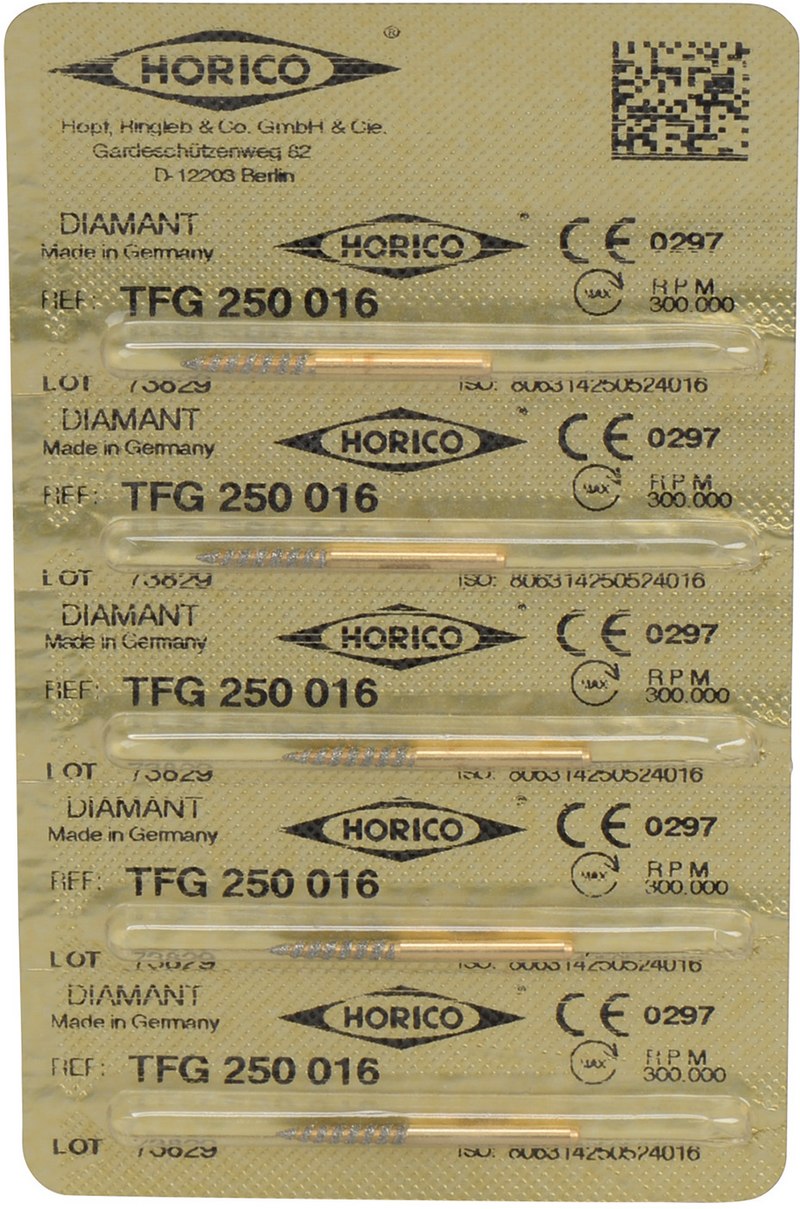 HORICO ®
Hopf, Ringleb & Co. GmbH & Cie.
Gardeschützenweg 82
D-12203 Berlin
DIAMANT
Made in Germany
HORICO ®
CE 0297
REF: TFG 250 016
MAX
RPM
300.000
LOT 73829
ISO: 806314250524016
DIAMANT
Made in Germany
HORICO ®
CE 0297
REF: TFG 250 016
MAX
RPM
300.000
LOT 73829
ISO: 806314250524016
DIAMANT
Made in Germany
HORICO ®
CE 0297
REF: TFG 250 016
MAX
RPM
300.000
LOT 73829
ISO: 806314250524016
DIAMANT
Made in Germany
HORICO ®
CE 0297
REF: TFG 250 016
MAX
RPM
300.000
LOT 73829
ISO: 806314250524016
DIAMANT
Made in Germany
HORICO ®
CE 0297
REF: TFG 250 016
MAX
RPM
300.000
LOT 73829
ISO: 806314250524016